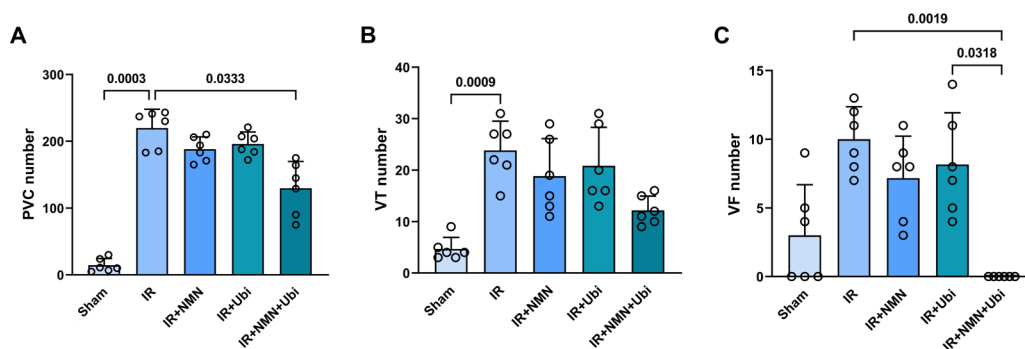 A
PVC number
300
200
100
0
0.0003
0.0333
Sham
IR
IR+NMN
IR+Ubi
IR+NMN+Ubi
B
VT number
40
30
20
10
0
0.0009
Sham
IR
IR+NMN
IR+Ubi
IR+NMN+Ubi
C
VF number
15
10
5
0
0.0019
0.0318
Sham
IR
IR+NMN
IR+Ubi
IR+NMN+Ubi